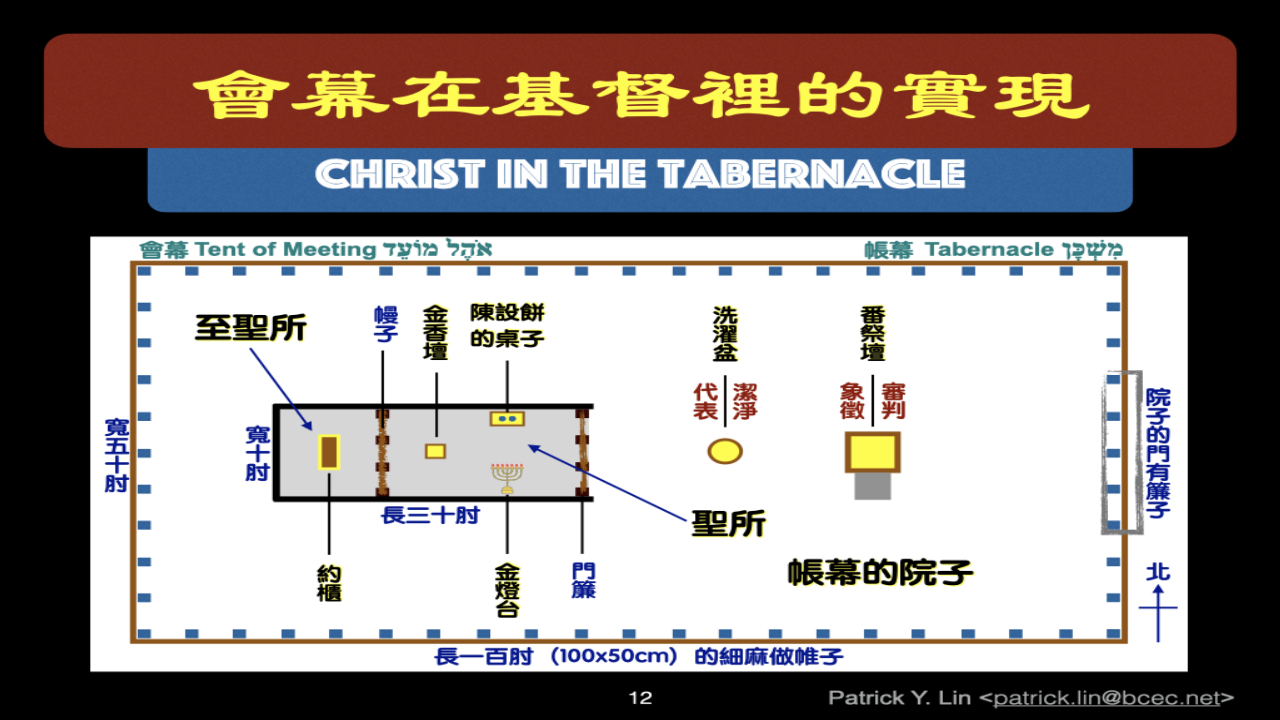 會幕在基督裡的實現
CHRIST IN THE TABERNACLE
會幕 Tent of Meeting אֹהֶל מוֹעֵד
帳幕 Tabernacle מִשְׁכָּן
至聖所
幔子
金香壇
陳設餅
的桌子
洗濯盆
代表
潔淨
番祭壇
象徵
審判
寬五十肘
寬十肘
院子的門有簾子
長三十肘
聖所
約櫃
金燈台
門簾
帳幕的院子
北
長一百肘 (100x50cm) 的細麻做帷子
12
Patrick Y. Lin <patrick.lin@bcec.net>